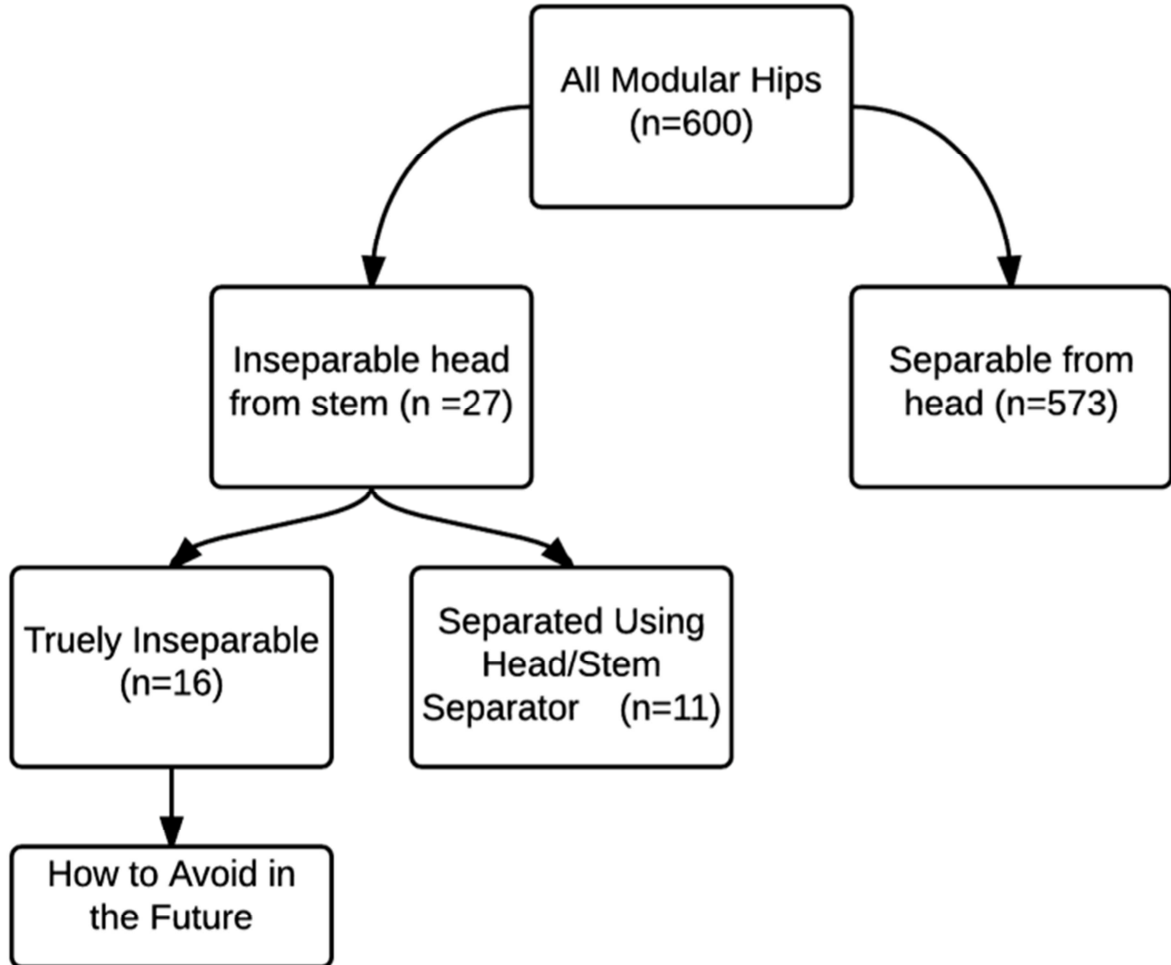 All Modular Hips
(n=600)
Inseparable head
from stem (n =27)
Separable from
head (n=573)
Truely Inseparable
(n=16)
Separated Using
Head/Stem
Separator (n=11)
How to Avoid in
the Future